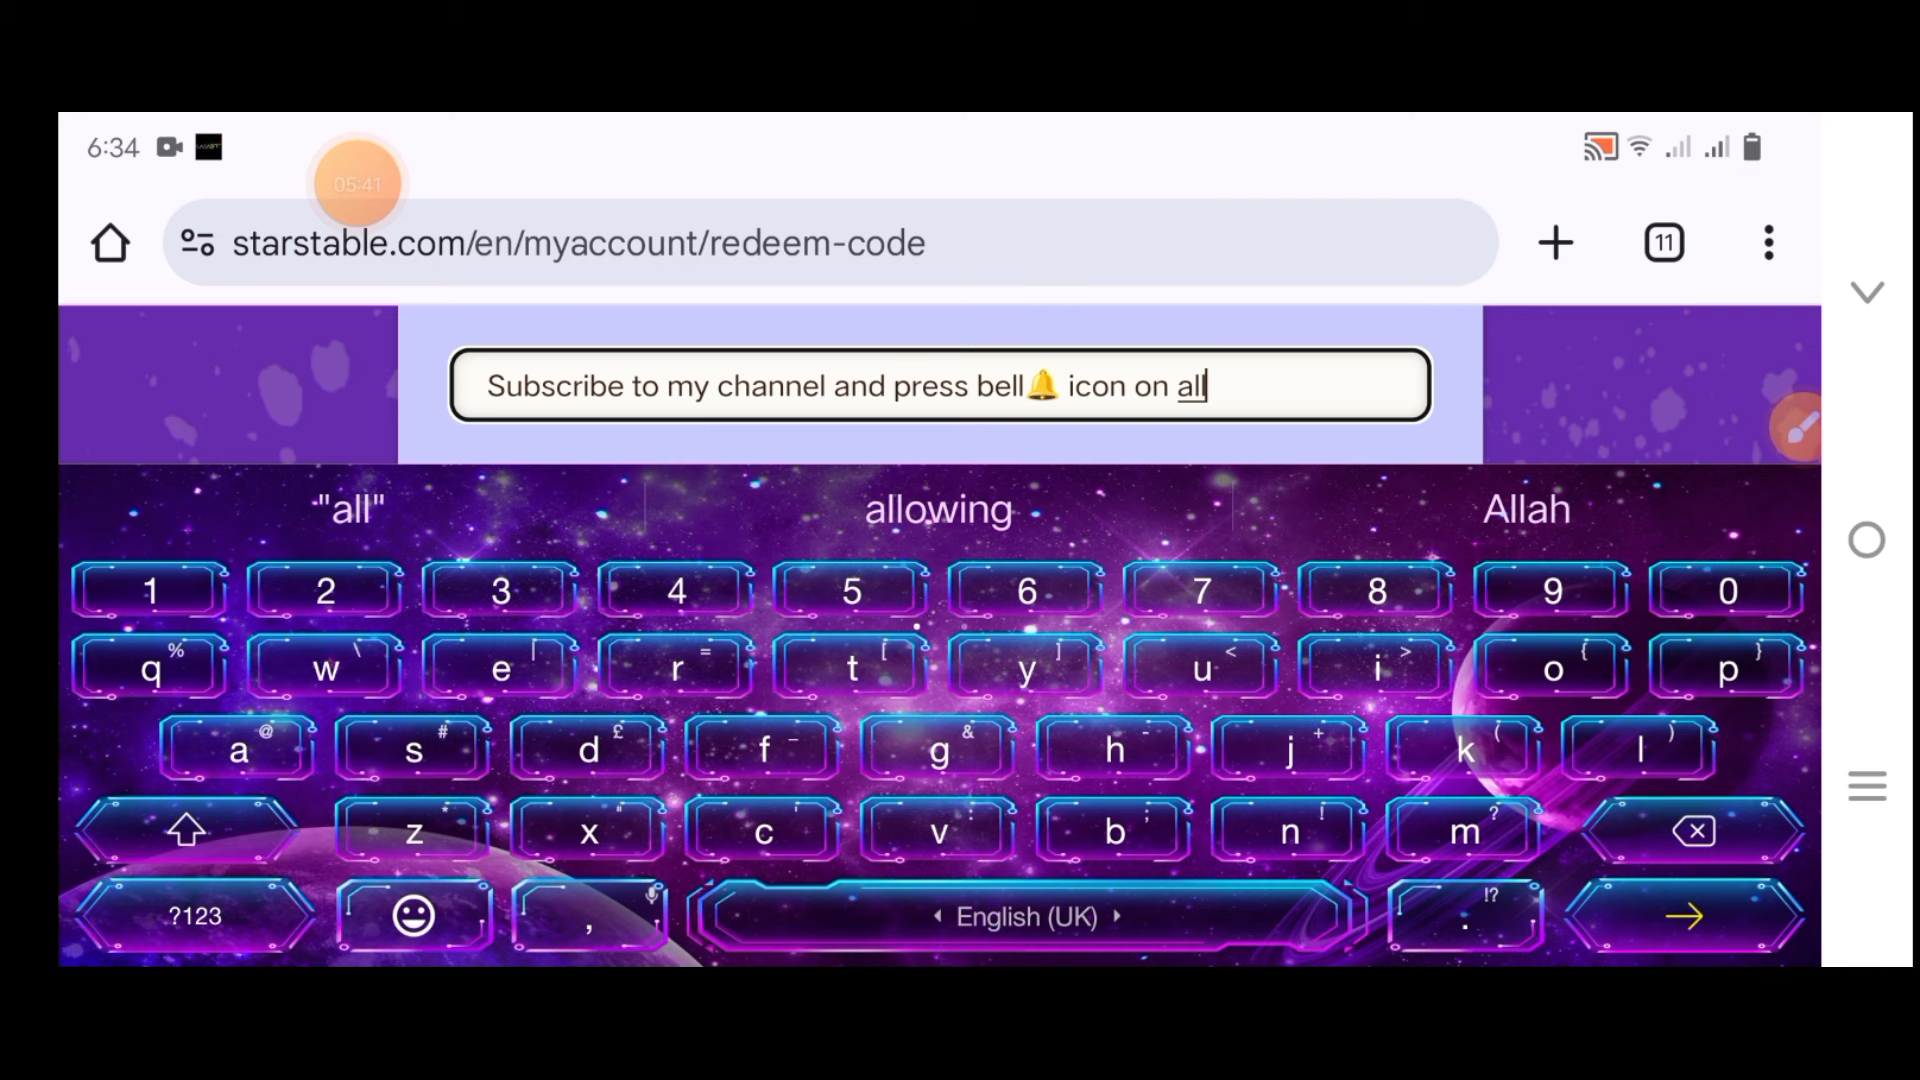 6:34
05:41
starstable.com/en/myaccount/redeem-code
11
Subscribe to my channel and press bell🔔 icon on all
"all" allowing Allah
1 2 3 4 5 6 7 8 9 0
% \ | = [ ] < > { }
q w e r t y u i o p
@ # £ _ & - + ( )
a s d f g h j k l
* " ' : ; ! ?
z x c v b n m
!?
?123 , English (UK) .